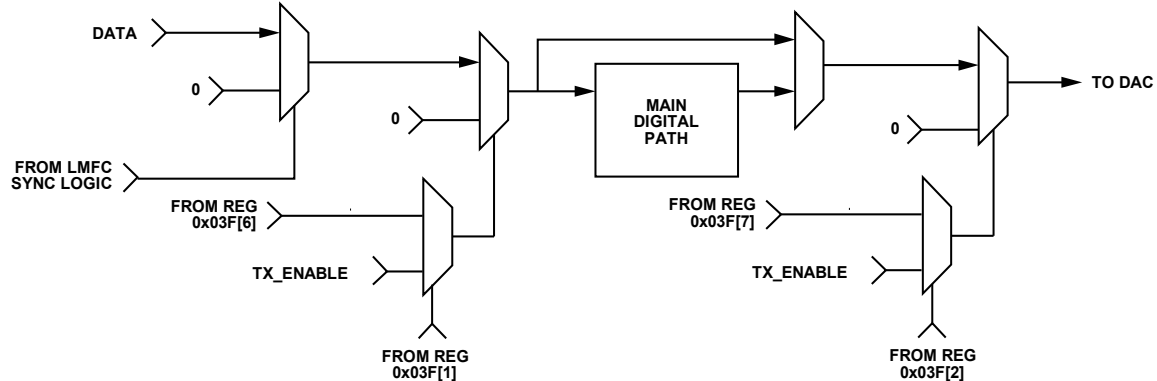 DATA
0
FROM LMFC
SYNC LOGIC
0
FROM REG
0x03F[6]
TX_ENABLE
FROM REG
0x03F[1]
MAIN
DIGITAL
PATH
0
TO DAC
FROM REG
0x03F[7]
TX_ENABLE
FROM REG
0x03F[2]